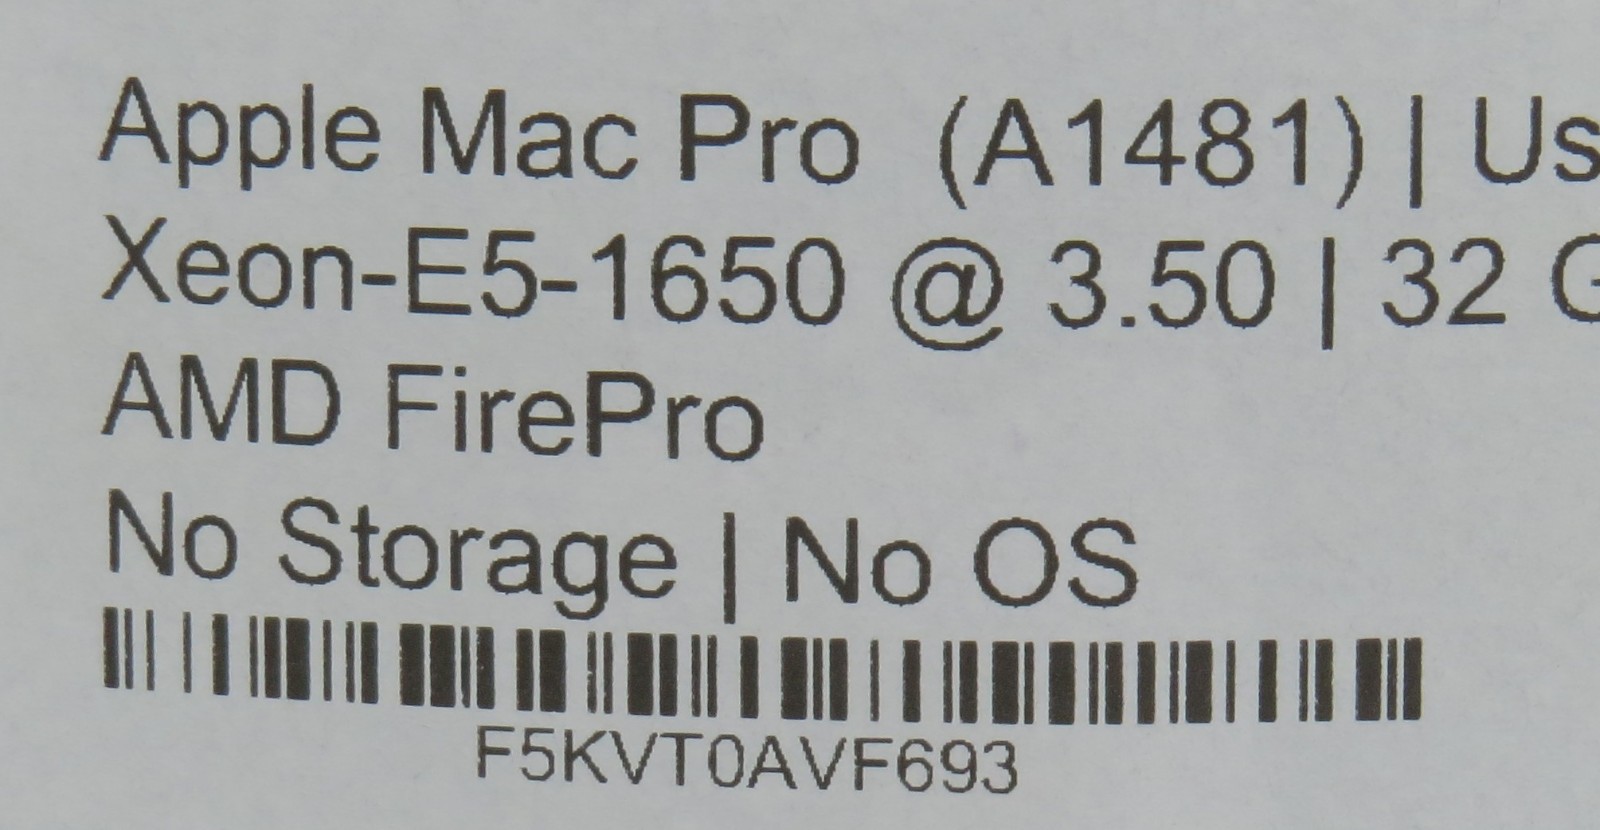 Apple Mac Pro  (A1481) | Us
Xeon-E5-1650 @ 3.50 | 32 G
AMD FirePro
No Storage | No OS
F5KVT0AVF693